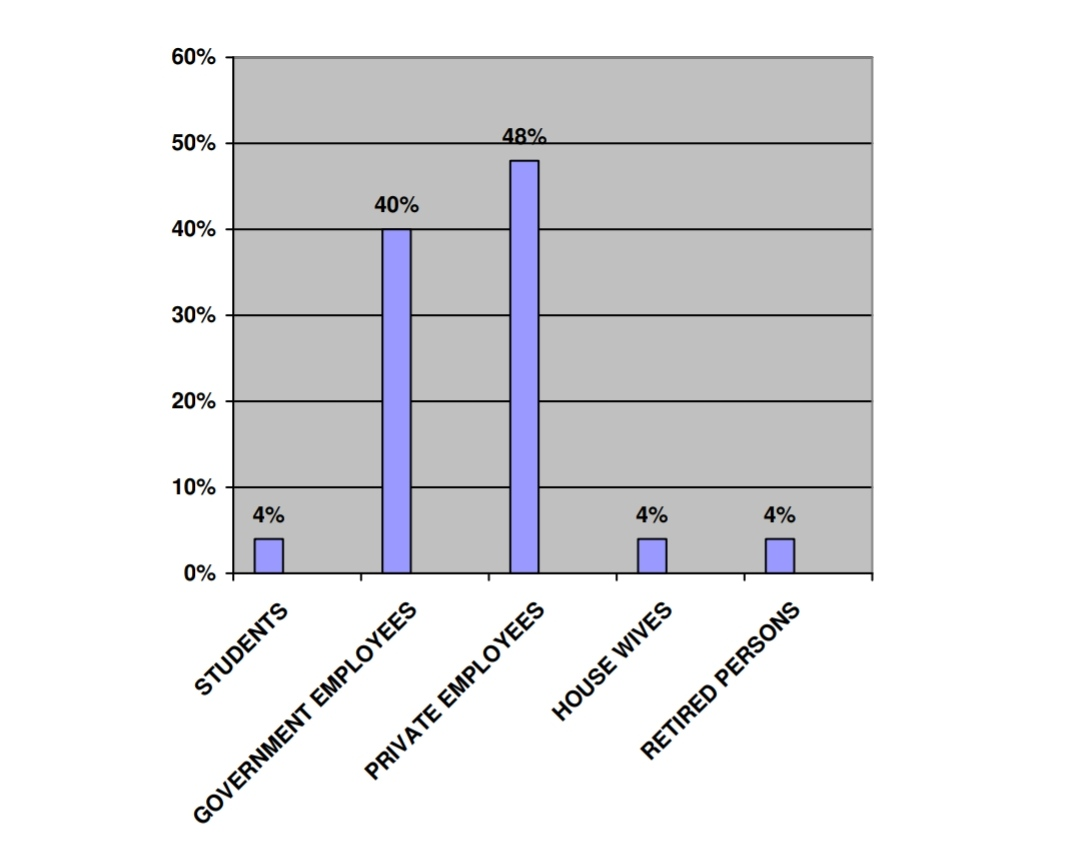 60%
50%
40%
30%
20%
10%
0%
4%
40%
48%
4%
4%
STUDENTS
GOVERNMENT EMPLOYEES
PRIVATE EMPLOYEES
HOUSE WIVES
RETIRED PERSONS